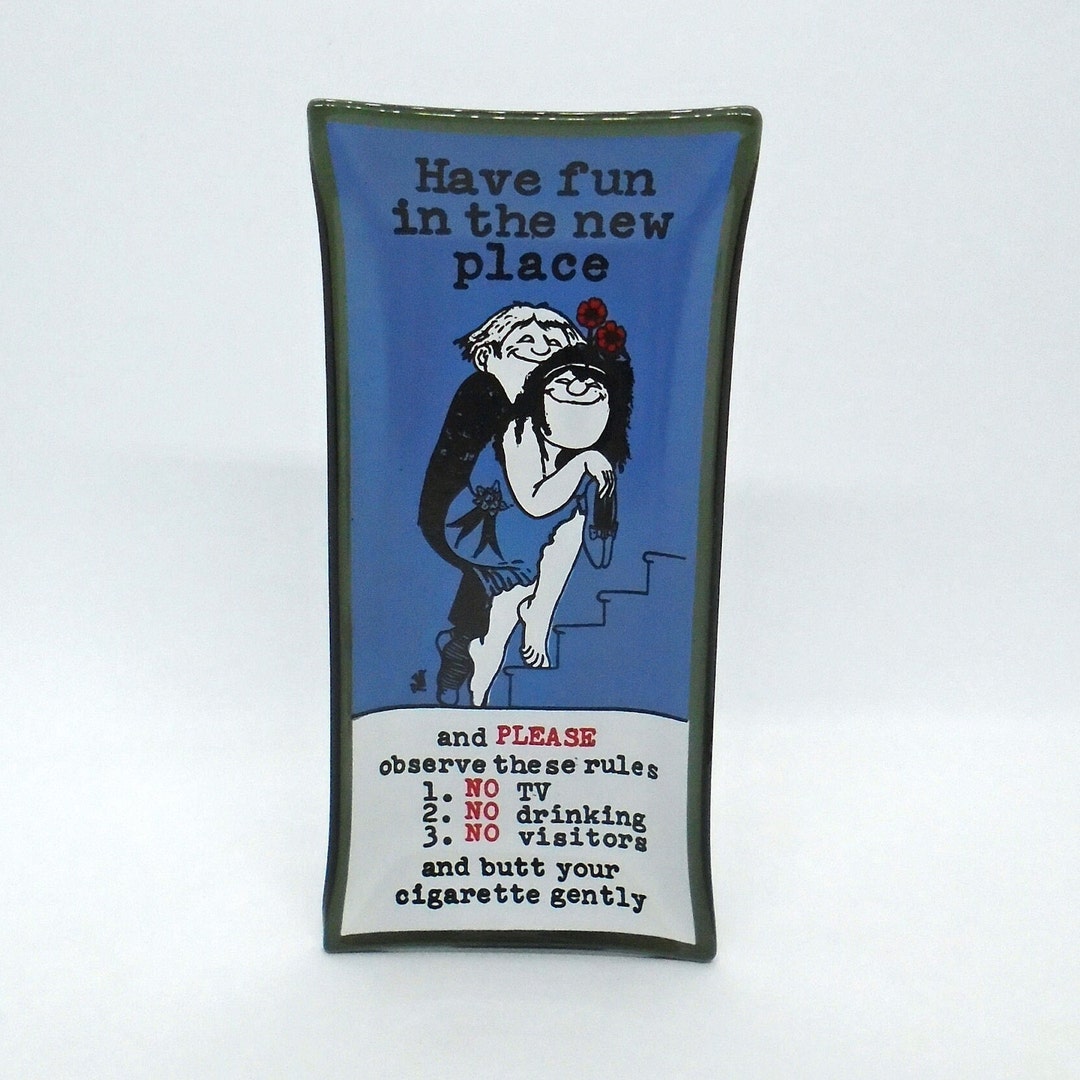 Have fun
in the new
place
and PLEASE
observe these rules
1. NO TV
2. NO drinking
3. NO visitors
and butt your
cigarette gently